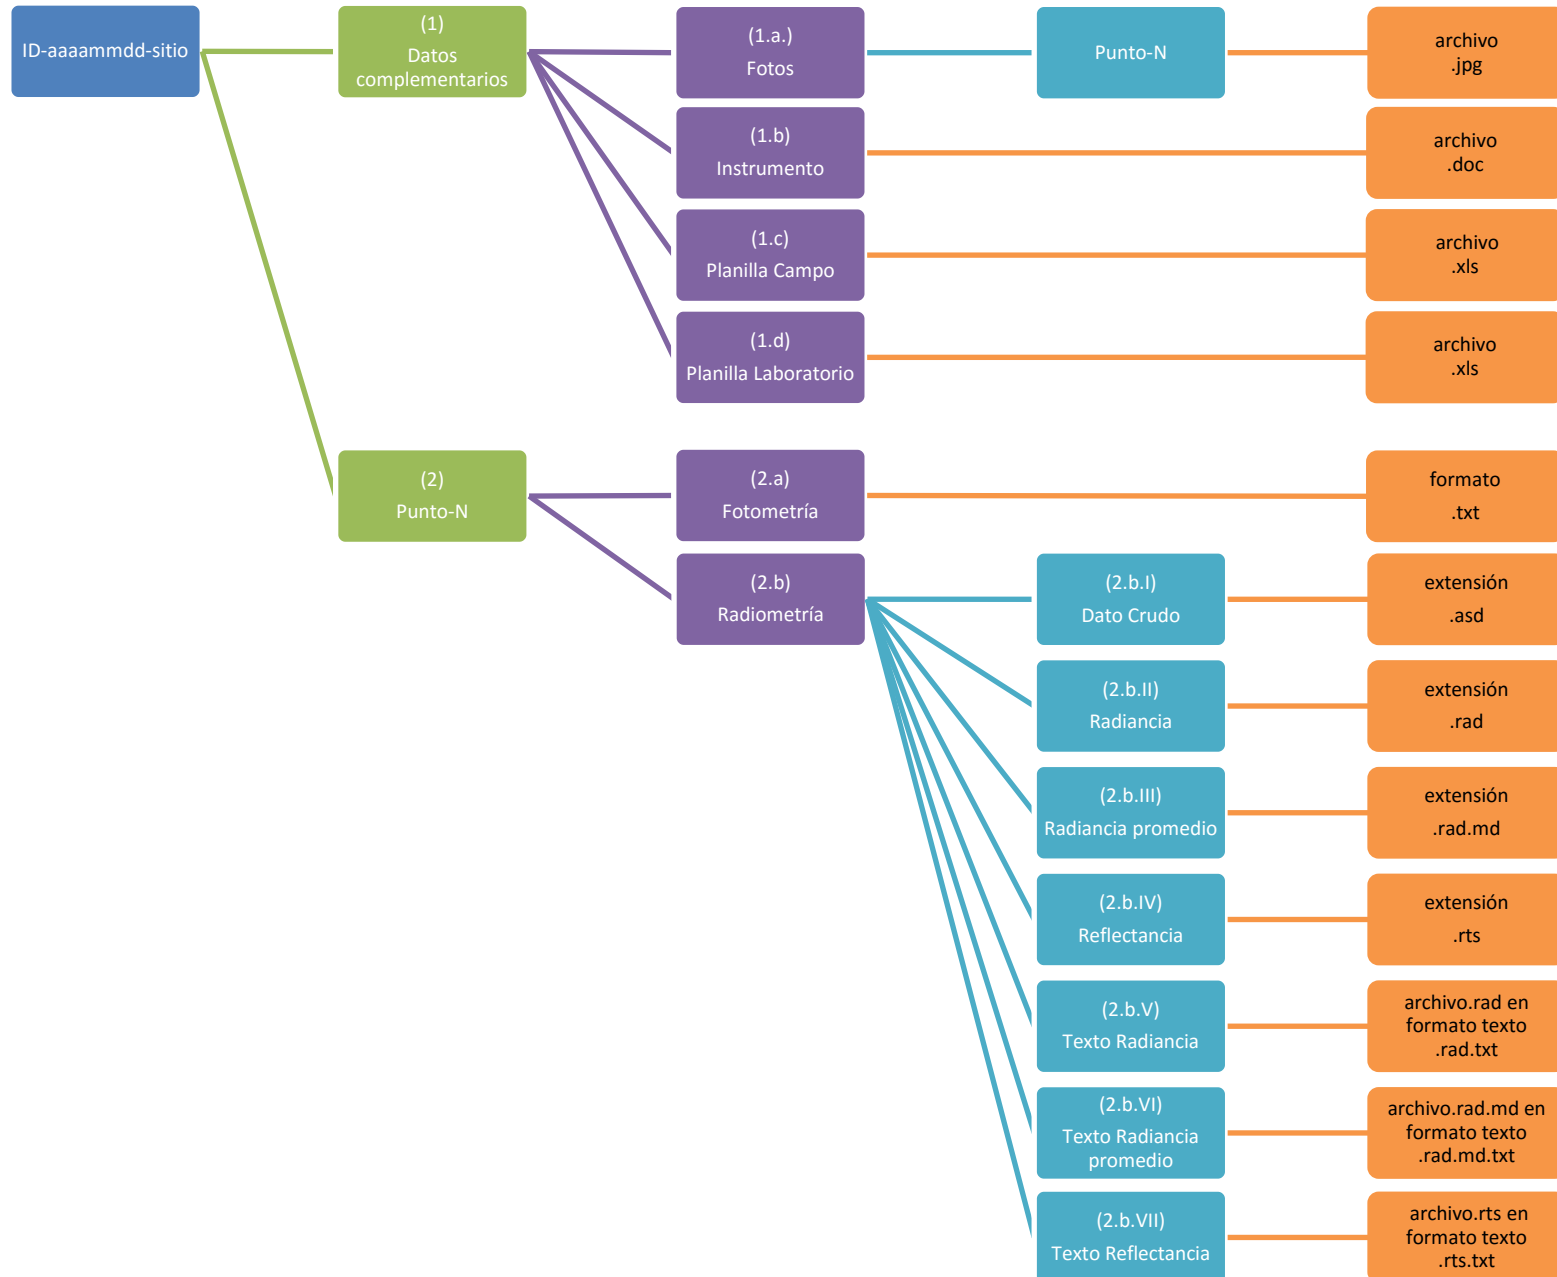 ID-aaaammdd-sitio
(1)
Datos
complementarios
(1.a.)
Fotos
Punto-N
archivo
.jpg
(1.b)
Instrumento
archivo
.doc
(1.c)
Planilla Campo
archivo
.xls
(1.d)
Planilla Laboratorio
archivo
.xls
(2)
Punto-N
(2.a)
Fotometría
formato
.txt
(2.b)
Radiometría
(2.b.I)
Dato Crudo
extensión
.asd
(2.b.II)
Radiancia
extensión
.rad
(2.b.III)
Radiancia promedio
extensión
.rad.md
(2.b.IV)
Reflectancia
extensión
.rts
(2.b.V)
Texto Radiancia
archivo.rad en
formato texto
.rad.txt
(2.b.VI)
Texto Radiancia
promedio
archivo.rad.md en
formato texto
.rad.md.txt
(2.b.VII)
Texto Reflectancia
archivo.rts en
formato texto
.rts.txt